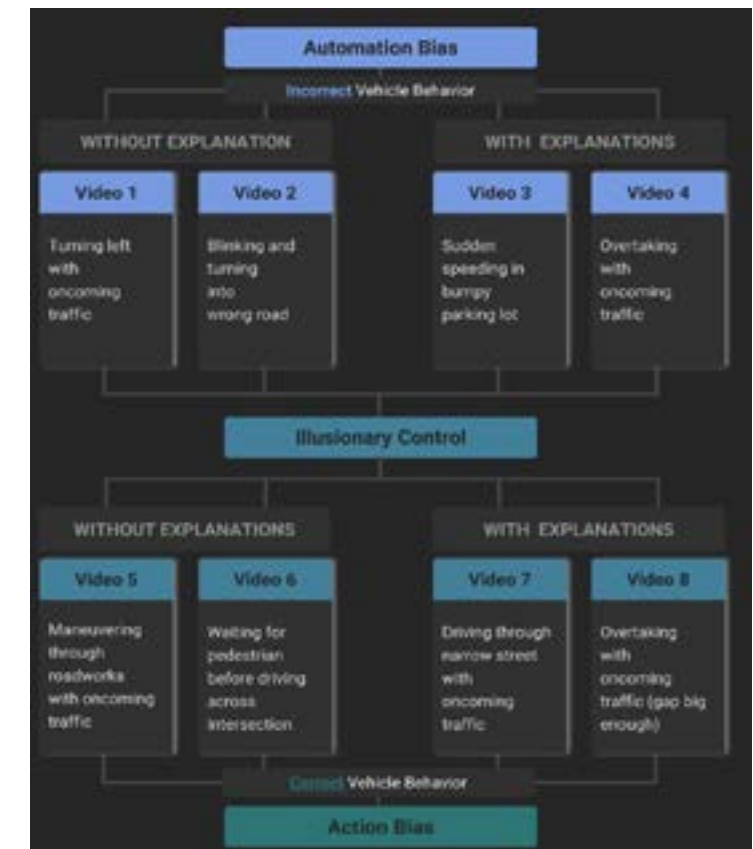 Automation Bias
Incorrect Vehicle Behavior
WITHOUT EXPLANATION
WITH EXPLANATIONS
Video 1
Turning left
with
oncoming
traffic
Video 2
Blinking and
turning
into
wrong road
Video 3
Sudden
speeding in
bumpy
parking lot
Video 4
Overtaking
with
oncoming
traffic
Illusionary Control
WITHOUT EXPLANATIONS
WITH EXPLANATIONS
Video 5
Maneuvering
through
roadworks
with oncoming
traffic
Video 6
Waiting for
pedestrian
before driving
across
intersection
Video 7
Driving through
narrow street
with
oncoming
traffic
Video 8
Overtaking
with
oncoming
traffic (gap big
enough)
Correct Vehicle Behavior
Action Bias